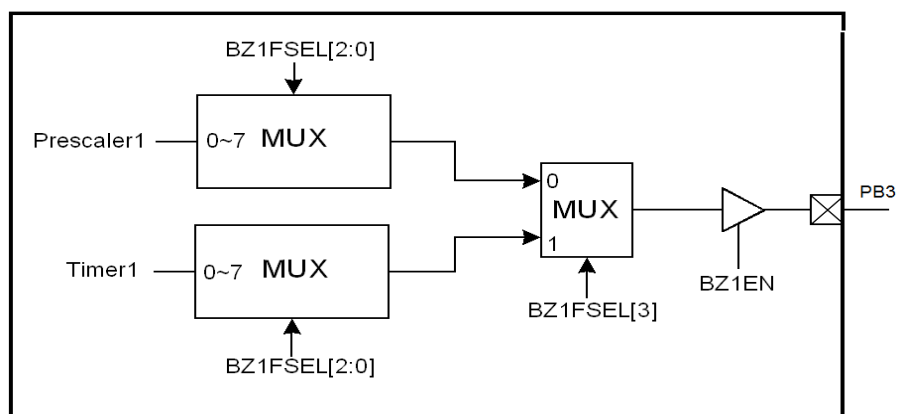 BZ1FSEL[2:0]
Prescaler1
0~7 MUX
0
MUX
PB3
1
Timer1
0~7 MUX
BZ1EN
BZ1FSEL[3]
BZ1FSEL[2:0]